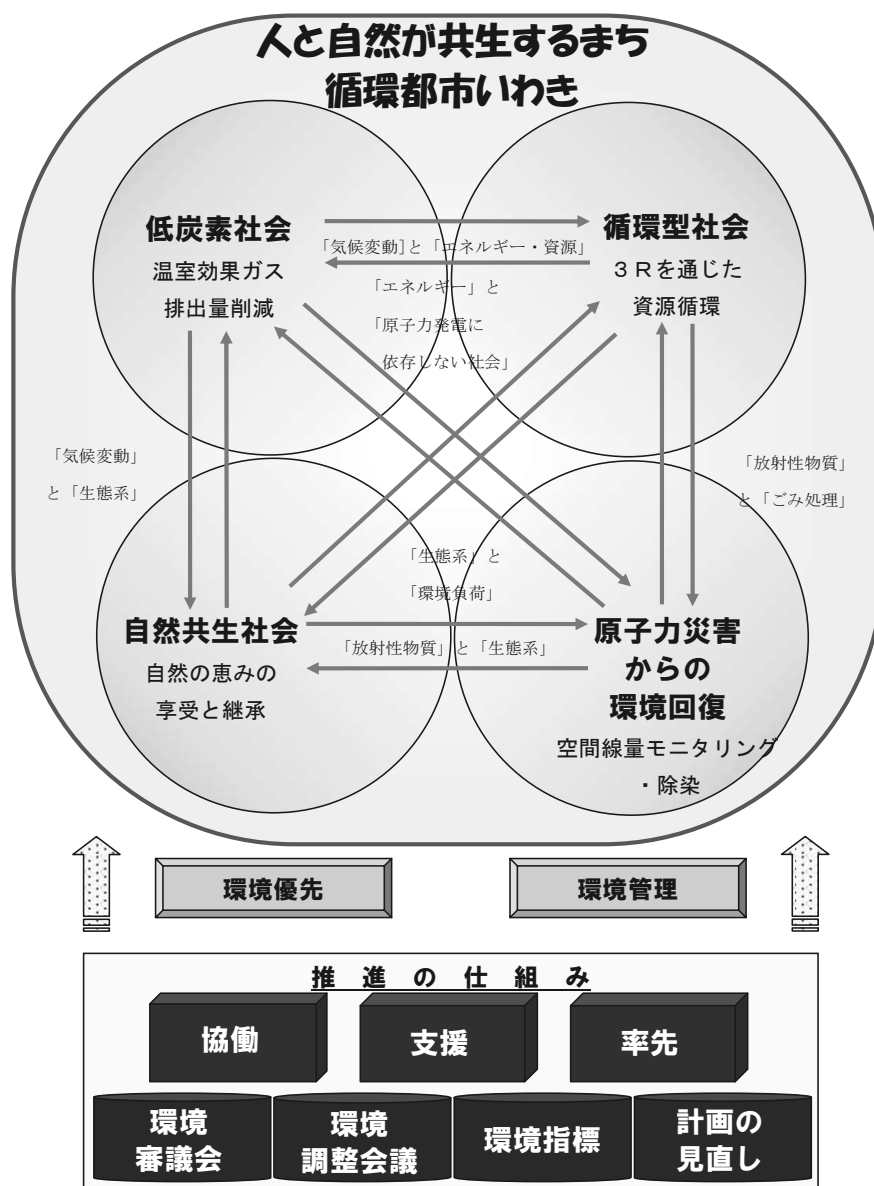 人と自然が共生するまち
循環都市いわき
低炭素社会
温室効果ガス
排出量削減
循環型社会
３Ｒを通じた
資源循環
「気候変動]と「エネルギー・資源」
「エネルギー」と
「原子力発電に
依存しない社会」
「気候変動」
と「生態系」
「放射性物質」
と「ごみ処理」
「生態系」と
「環境負荷」
自然共生社会
自然の恵みの
享受と継承
「放射性物質」と「生態系」
原子力災害
からの
環境回復
空間線量モニタリング
・除染
環境優先
環境管理
推進の仕組み
協働
支援
率先
環境
審議会
環境
調整会議
環境指標
計画の
見直し